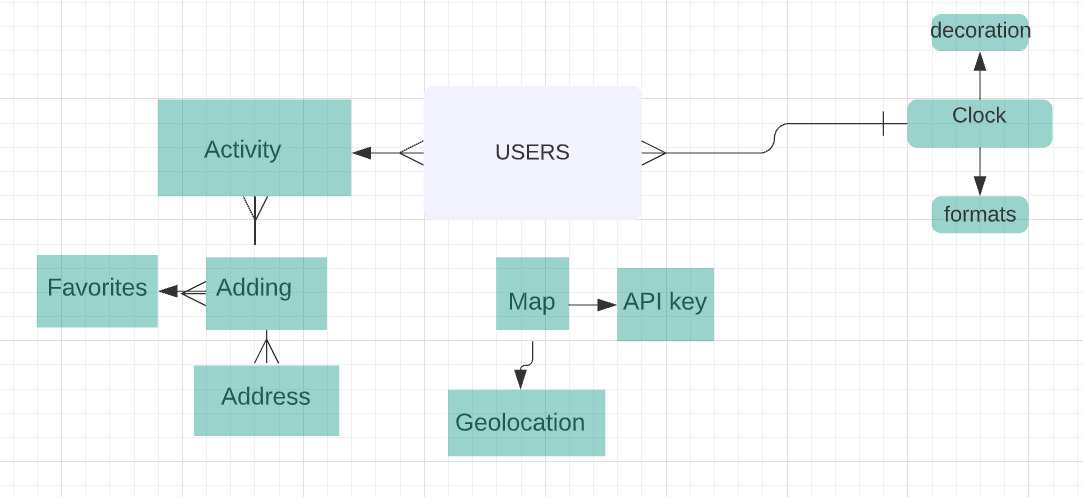 decoration
Clock
Activity
USERS
formats
Favorites
Adding
Map
API key
Address
Geolocation